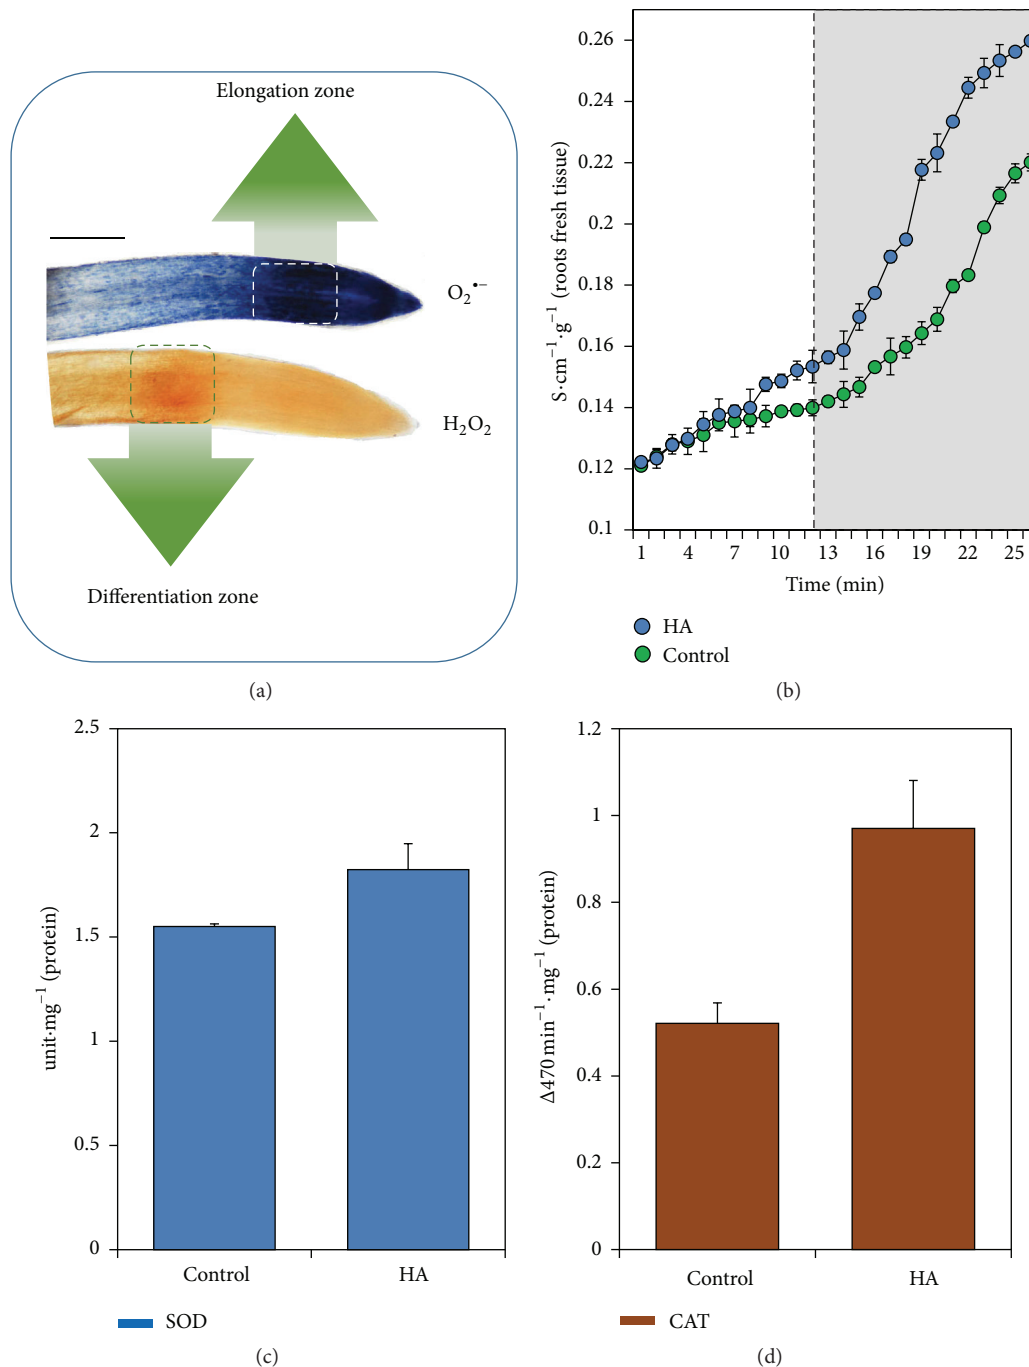 Elongation zone
O₂•⁻
H₂O₂
Differentiation zone
(a)
0.26
0.24
0.22
0.2
0.18
0.16
0.14
0.12
0.1
S·cm⁻¹·g⁻¹ (roots fresh tissue)
1 4 7 10 13 16 19 22 25
Time (min)
HA
Control
(b)
2.5
2
1.5
1
0.5
0
unit·mg⁻¹ (protein)
Control HA
SOD
(c)
1.2
1
0.8
0.6
0.4
0.2
0
Δ470 min⁻¹·mg⁻¹ (protein)
Control HA
CAT
(d)